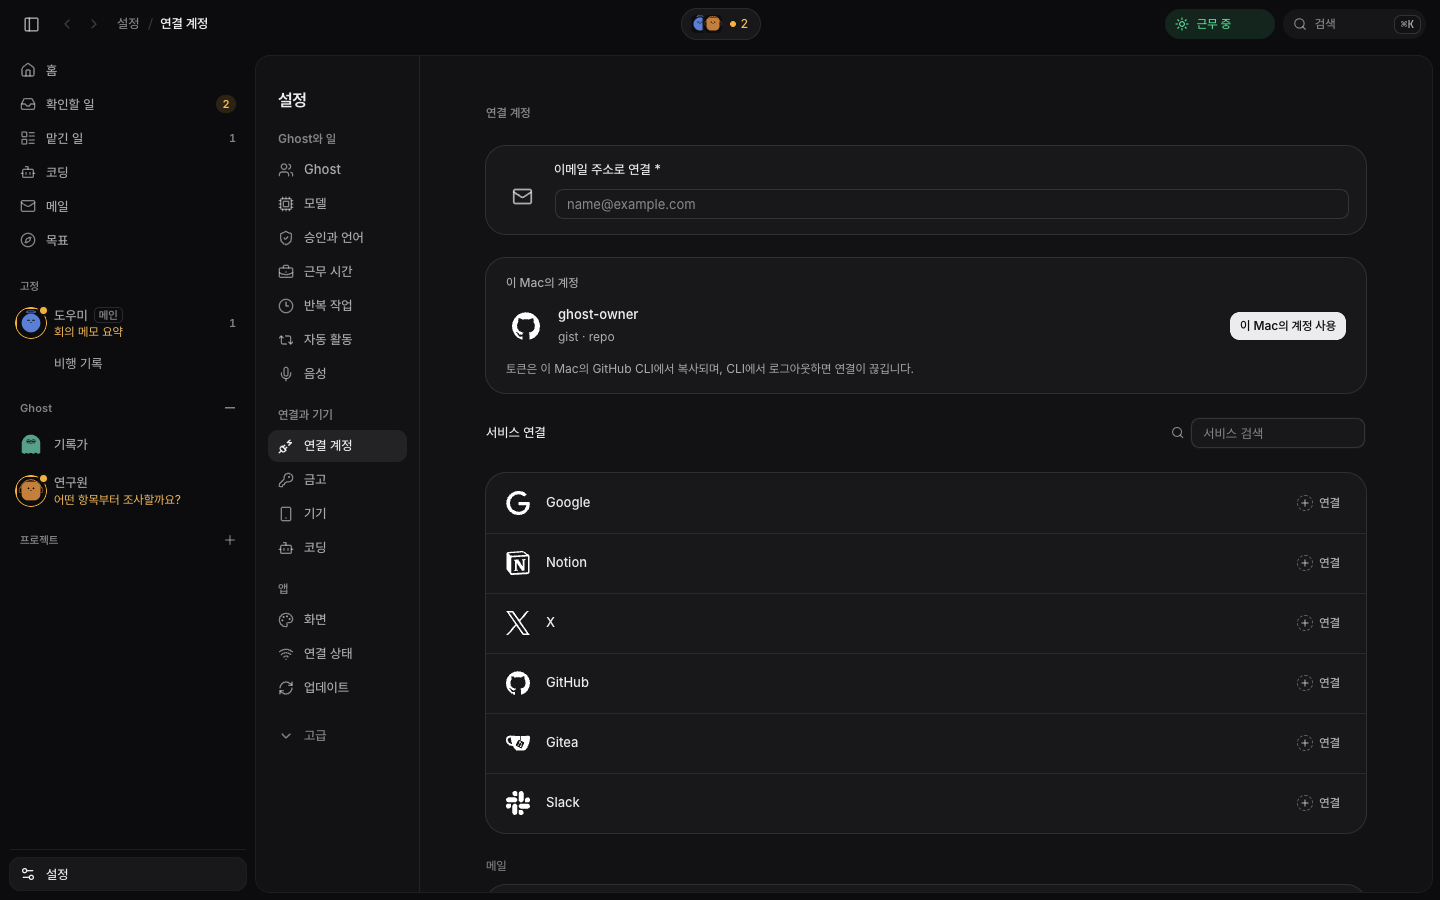 설정 / 연결 계정
2
근무 중
검색
⌘K
홈
확인할 일
2
맡긴 일
1
코딩
메일
목표
고정
도우미 메인
회의 메모 요약
1
비행 기록
Ghost
기록가
연구원
어떤 항목부터 조사할까요?
프로젝트
설정
설정
Ghost와 일
Ghost
모델
승인과 언어
근무 시간
반복 작업
자동 활동
음성
연결과 기기
연결 계정
금고
기기
코딩
앱
화면
연결 상태
업데이트
고급
연결 계정
이메일 주소로 연결 *
name@example.com
이 Mac의 계정
ghost-owner
gist · repo
이 Mac의 계정 사용
토큰은 이 Mac의 GitHub CLI에서 복사되며, CLI에서 로그아웃하면 연결이 끊깁니다.
서비스 연결
서비스 검색
Google
연결
Notion
연결
X
연결
GitHub
연결
Gitea
연결
Slack
연결
메일